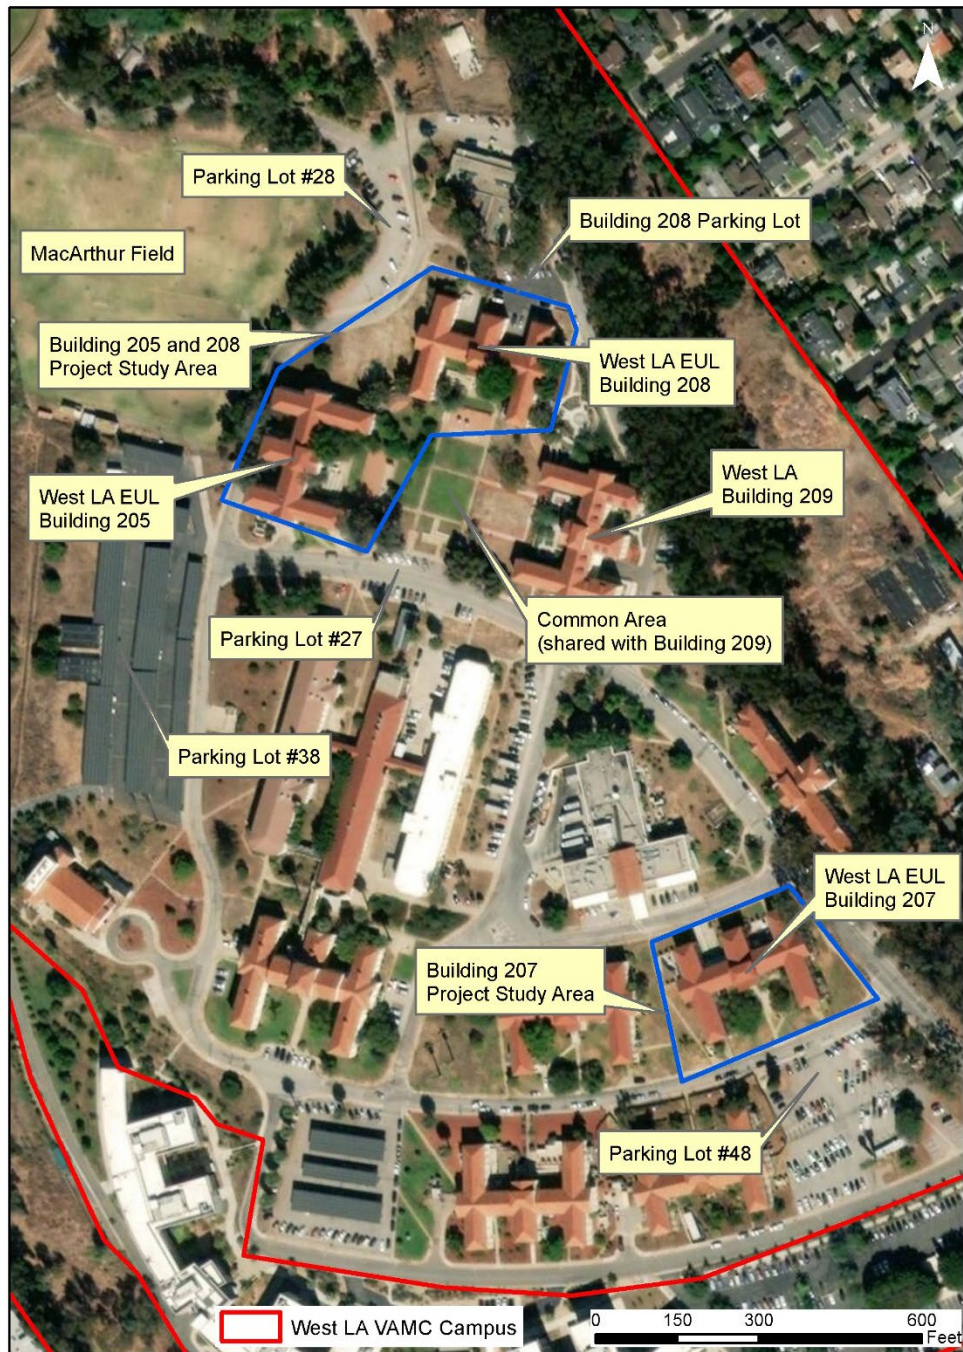 N
Parking Lot #28
Building 208 Parking Lot
MacArthur Field
Building 205 and 208
Project Study Area
West LA EUL
Building 208
West LA EUL
Building 205
West LA
Building 209
Common Area
(shared with Building 209)
Parking Lot #27
Parking Lot #38
West LA EUL
Building 207
Building 207
Project Study Area
Parking Lot #48
West LA VAMC Campus
0 150 300 600
Feet